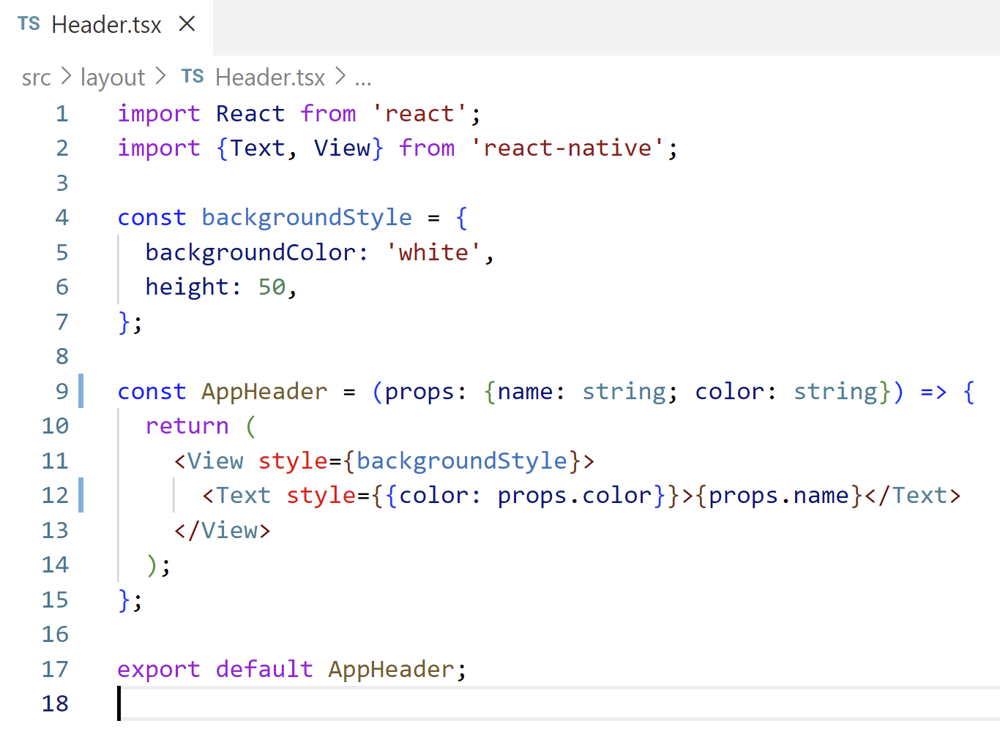 TS Header.tsx ×
src > layout > TS Header.tsx > ...
1 import React from 'react';
2 import {Text, View} from 'react-native';
3
4 const backgroundStyle = {
5   backgroundColor: 'white',
6   height: 50,
7 };
8
9 const AppHeader = (props: {name: string; color: string}) => {
10   return (
11     <View style={backgroundStyle}>
12       <Text style={{color: props.color}}>{props.name}</Text>
13     </View>
14   );
15 };
16
17 export default AppHeader;
18